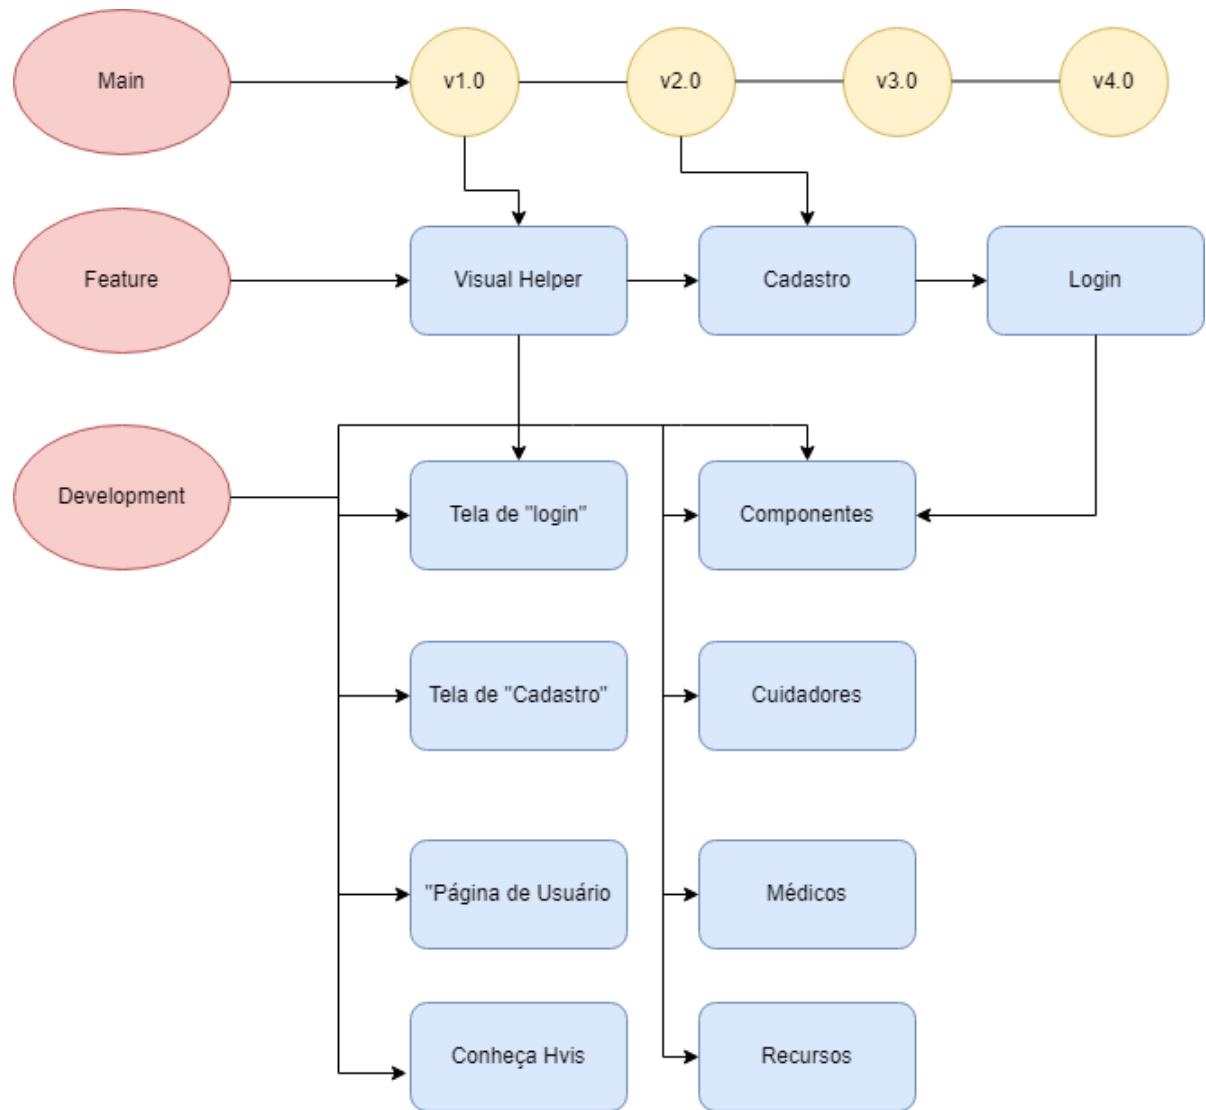 Main
v1.0
v2.0
v3.0
v4.0
Feature
Visual Helper
Cadastro
Login
Development
Tela de "login"
Componentes
Tela de "Cadastro"
Cuidadores
"Página de Usuário
Médicos
Conheça Hvis
Recursos